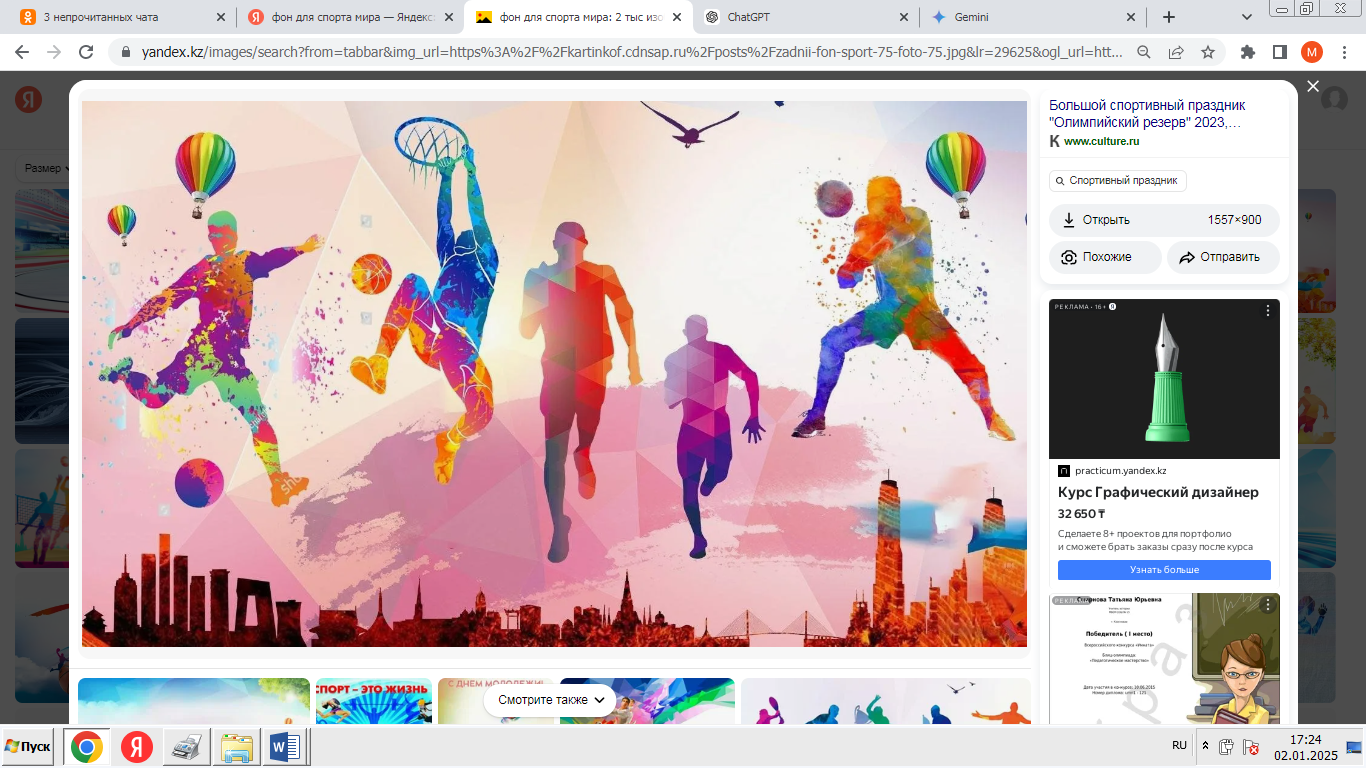 3 непрочитанных чата
фон для спорта мира — Яндекс:
фон для спорта мира: 2 тыс изо
ChatGPT
Gemini
yandex.kz/images/search?from=tabbar&img_url=https%3A%2F%2Fkartinkof.cdnsap.ru%2Fposts%2Fzadnii-fon-sport-75-foto-75.jpg&lr=29625&ogl_url=htt...
M
Я
Размер
Большой спортивный праздник
"Олимпийский резерв" 2023,…
K www.culture.ru
Спортивный праздник
Открыть 1557×900
Похожие
Отправить
РЕКЛАМА • 16+
practicum.yandex.kz
Курс Графический дизайнер
32 650 ₸
Сделаете 8+ проектов для портфолио
и сможете брать заказы сразу после курса
Узнать больше
РЕКЛАМА
Смирнова Татьяна Юрьевна
Победитель ( I место)
СПОРТ – ЭТО ЖИЗНЬ
С ДНЕМ МОЛОДЕЖИ!
Смотрите также
Пуск
Я
W
RU
17:24
02.01.2025